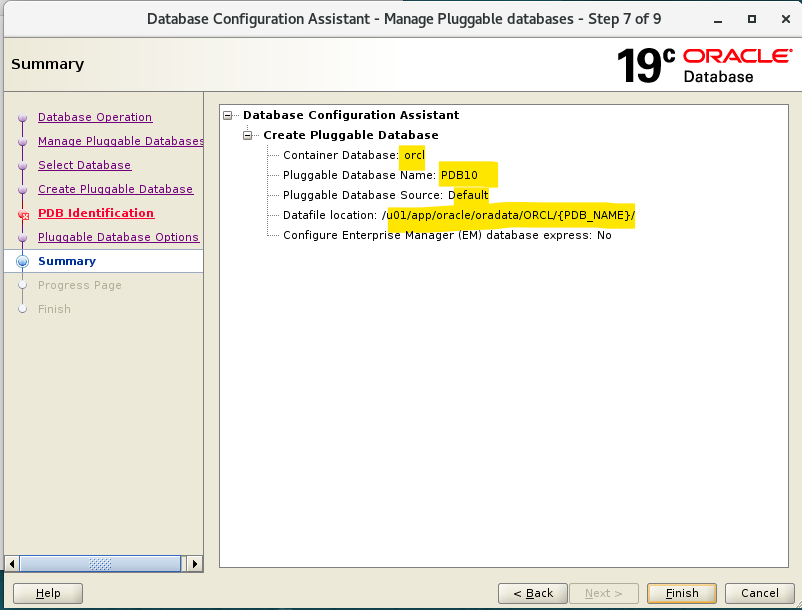 Database Configuration Assistant - Manage Pluggable databases - Step 7 of 9
Summary
19c ORACLE®
Database
Database Operation
Manage Pluggable Databases
Select Database
Create Pluggable Database
PDB Identification
Pluggable Database Options
Summary
Progress Page
Finish
Database Configuration Assistant
Create Pluggable Database
Container Database: orcl
Pluggable Database Name: PDB10
Pluggable Database Source: Default
Datafile location: /u01/app/oracle/oradata/ORCL/{PDB_NAME}/
Configure Enterprise Manager (EM) database express: No
Help
< Back
Next >
Finish
Cancel